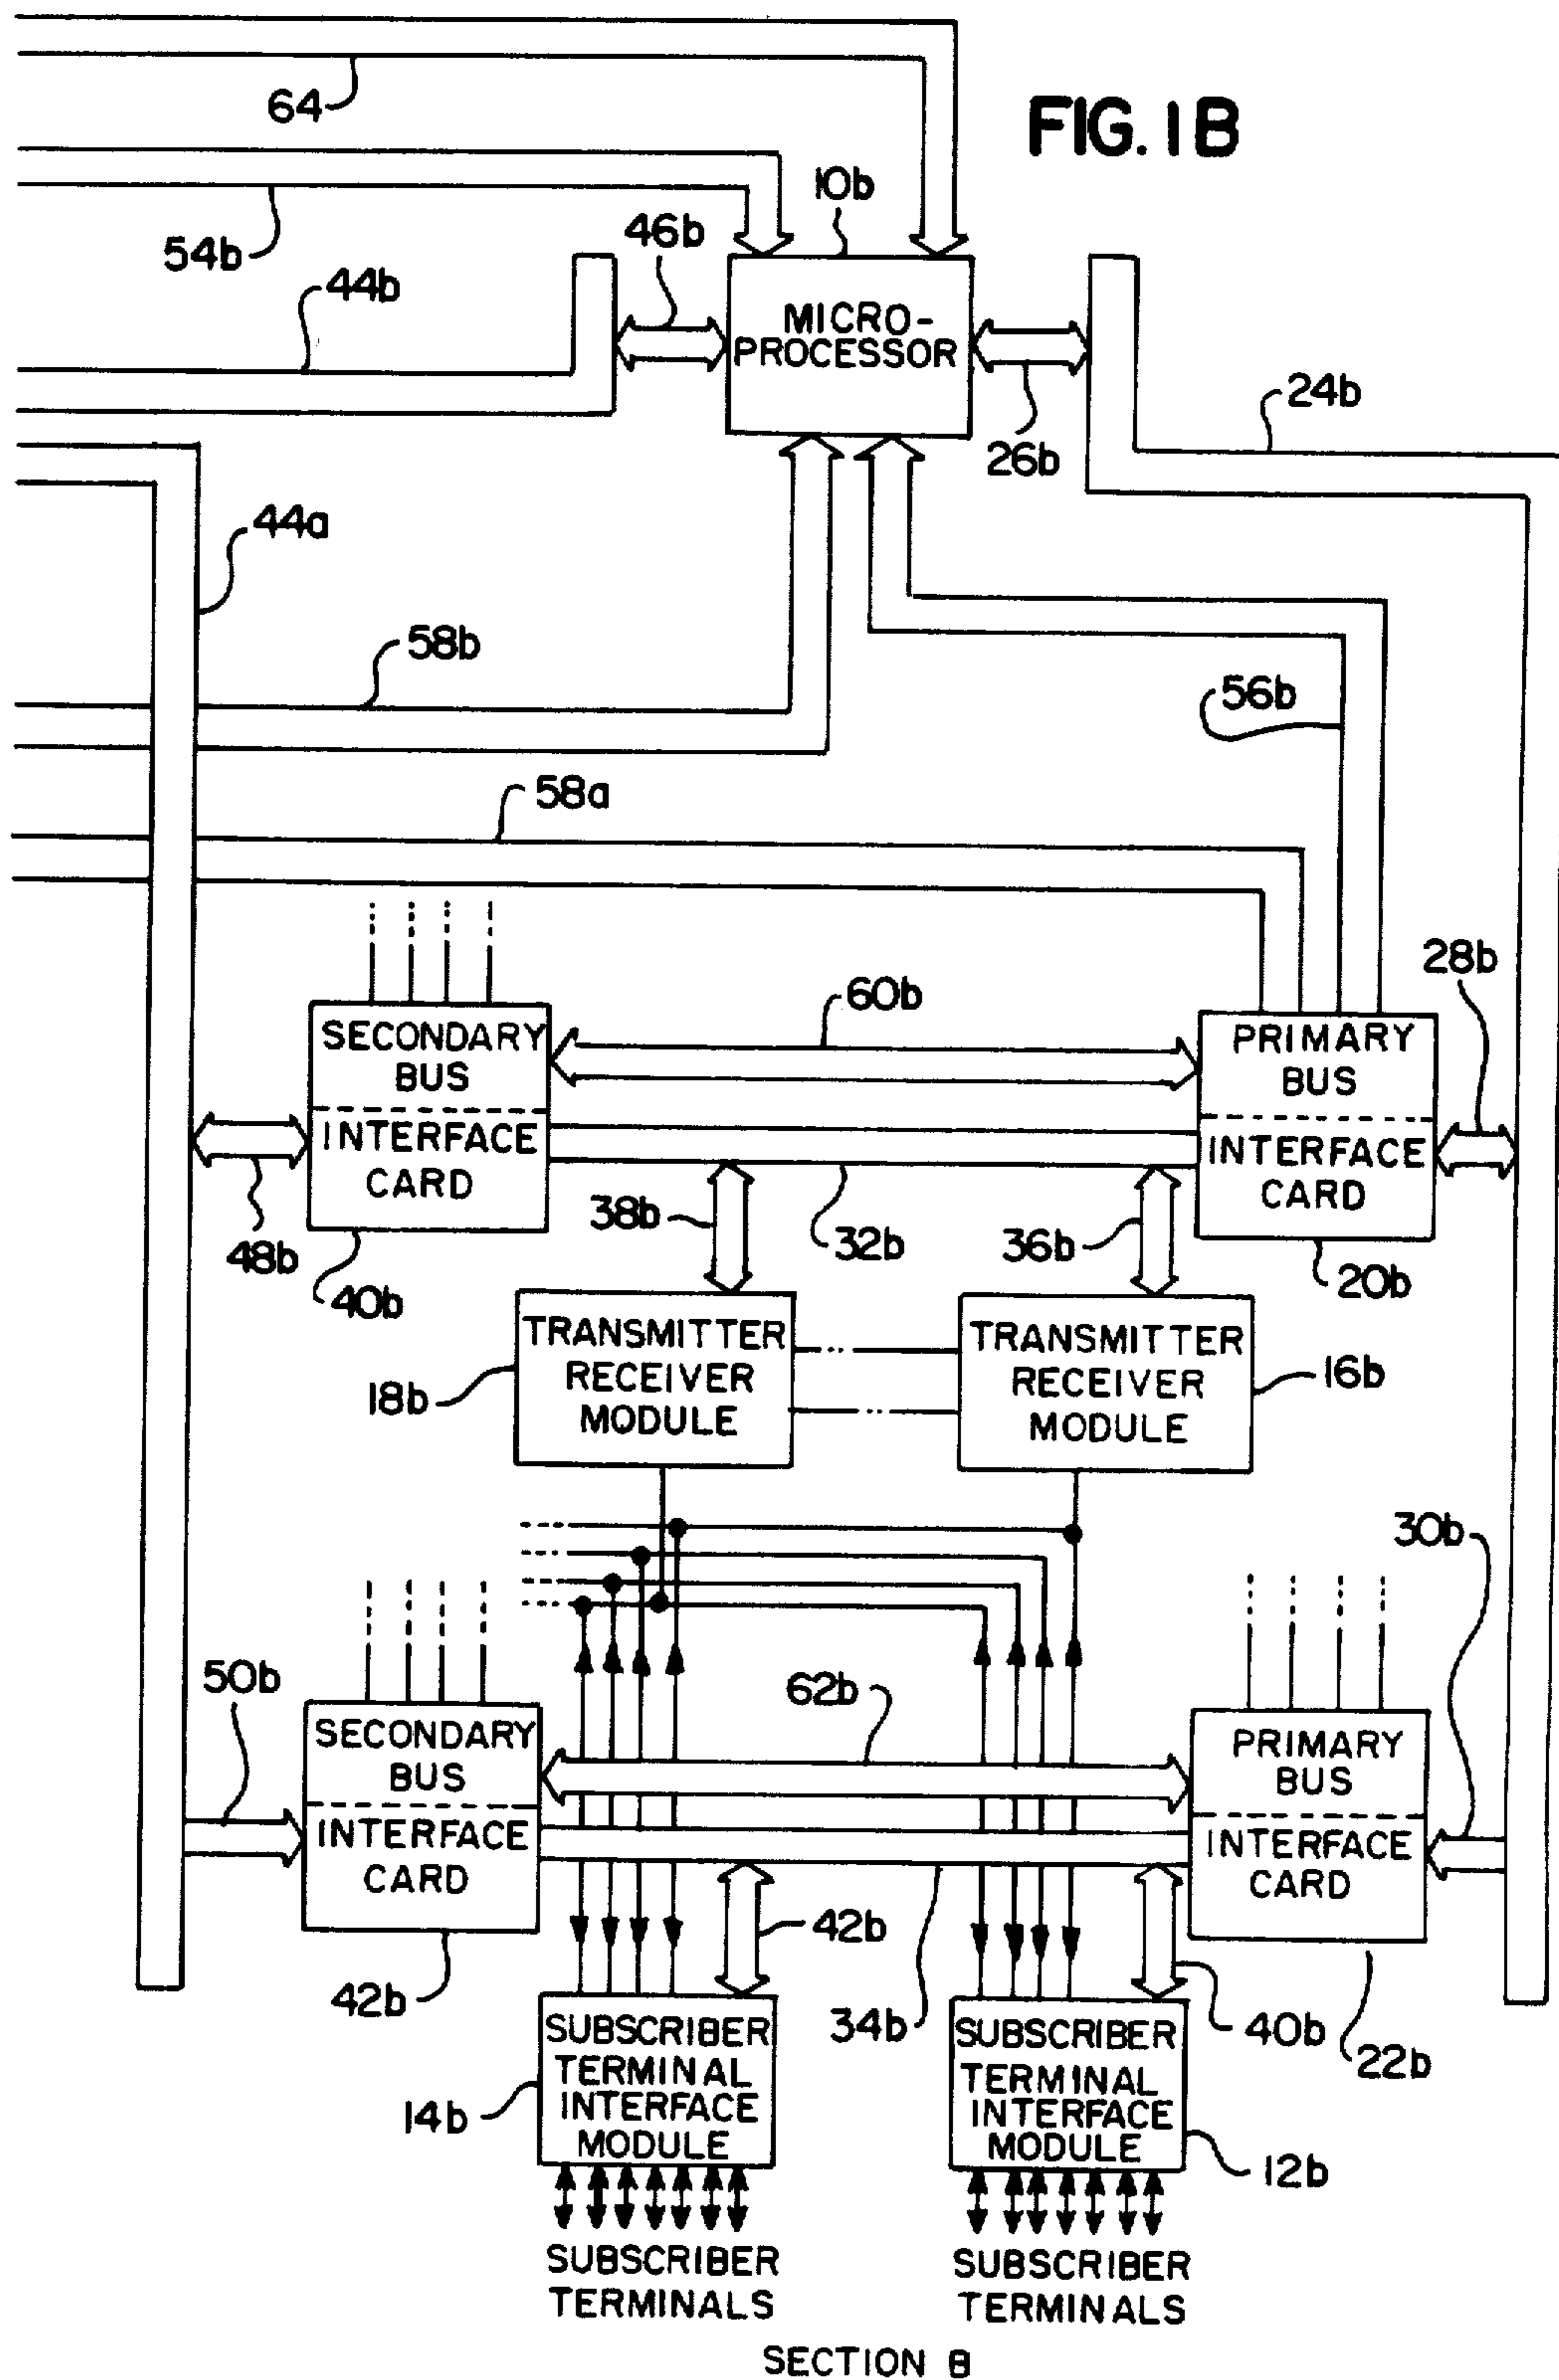 64
FIG. 1B
54b
10b
46b
44b
MICRO-
PROCESSOR
24b
26b
44a
58b
56b
58a
28b
60b
SECONDARY
BUS
INTERFACE
CARD
PRIMARY
BUS
INTERFACE
CARD
48b
40b
38b
32b
36b
20b
TRANSMITTER
RECEIVER
MODULE
18b
TRANSMITTER
RECEIVER
MODULE
16b
30b
50b
62b
SECONDARY
BUS
INTERFACE
CARD
PRIMARY
BUS
INTERFACE
CARD
42b
42b
34b
40b
22b
SUBSCRIBER
TERMINAL
INTERFACE
MODULE
14b
SUBSCRIBER
TERMINAL
INTERFACE
MODULE
12b
SUBSCRIBER
TERMINALS
SUBSCRIBER
TERMINALS
SECTION B